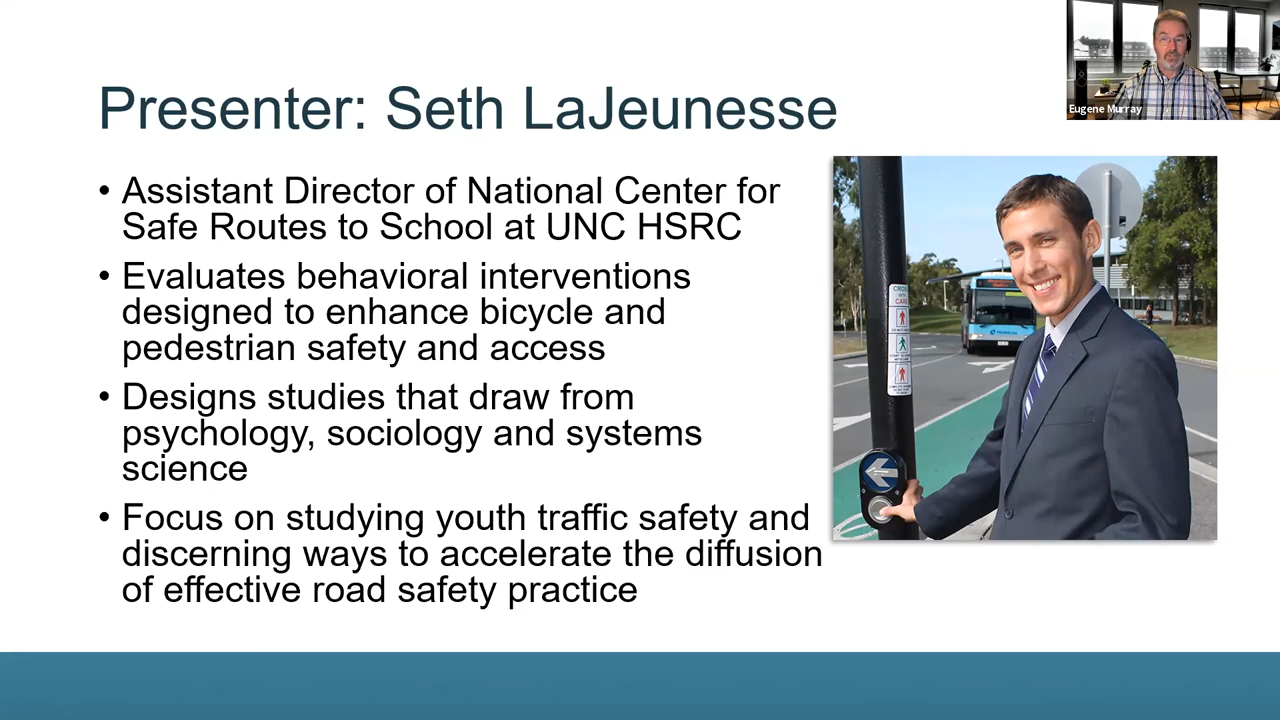 Presenter: Seth LaJeunesse
Eugene Murray
• Assistant Director of National Center for
Safe Routes to School at UNC HSRC
• Evaluates behavioral interventions
designed to enhance bicycle and
pedestrian safety and access
• Designs studies that draw from
psychology, sociology and systems
science
• Focus on studying youth traffic safety and
discerning ways to accelerate the diffusion
of effective road safety practice
CROSS
WITH
CARE